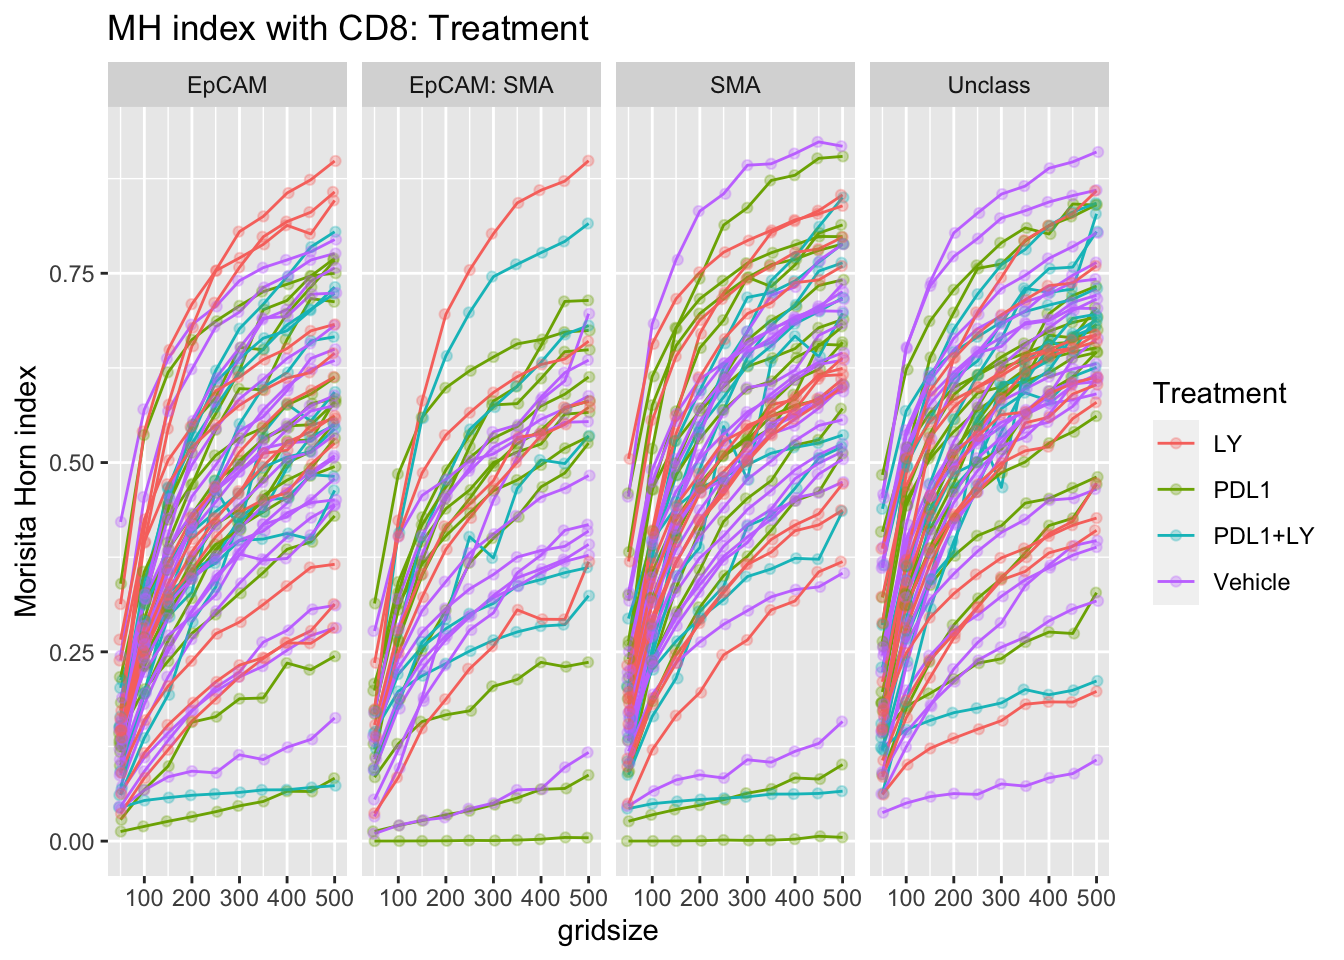 MH index with CD8: Treatment
EpCAM
EpCAM: SMA
SMA
Unclass
Morisita Horn index
0.75
0.50
0.25
0.00
100 200 300 400 500
100 200 300 400 500
100 200 300 400 500
100 200 300 400 500
gridsize
Treatment
LY
PDL1
PDL1+LY
Vehicle